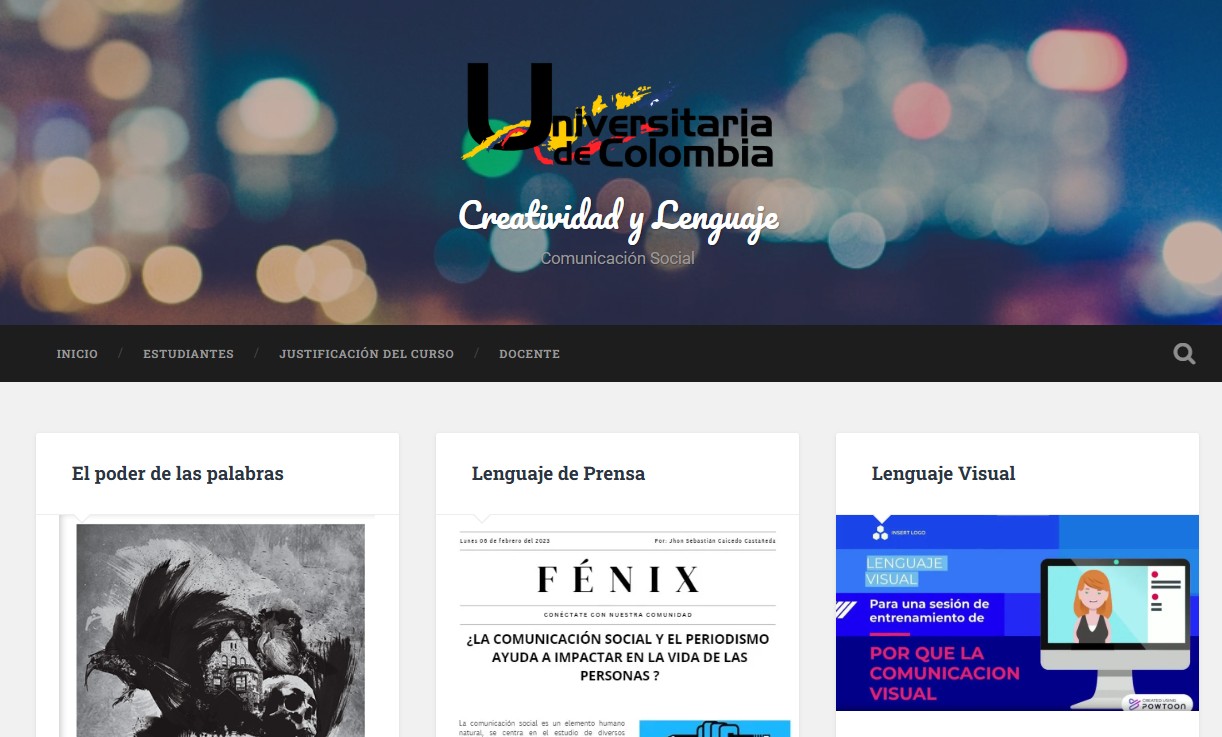 Universitaria
de Colombia
Creatividad y Lenguaje
Comunicación Social
INICIO / ESTUDIANTES / JUSTIFICACIÓN DEL CURSO / DOCENTE
El poder de las palabras
Lenguaje de Prensa
Lunes 06 de febrero del 2023 Por: Jhon Sebastián Caicedo Castañeda
FÉNIX
CONÉCTATE CON NUESTRA COMUNIDAD
¿LA COMUNICACIÓN SOCIAL Y EL PERIODISMO
AYUDA A IMPACTAR EN LA VIDA DE LAS
PERSONAS ?
La comunicación social es un elemento humano
natural, se centra en el estudio de diversos
Lenguaje Visual
INSERT LOGO
LENGUAJE
VISUAL
Para una sesión de
entrenamiento de
POR QUE LA
COMUNICACION
VISUAL
CREATED USING
POWTOON